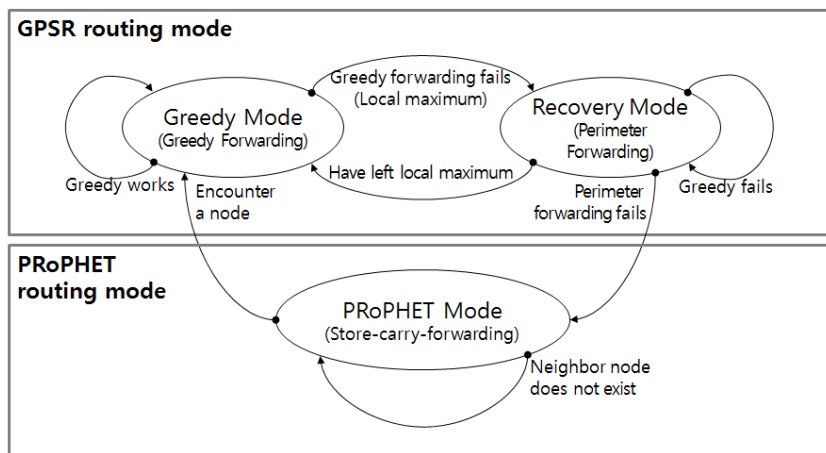 GPSR routing mode
Greedy forwarding fails
(Local maximum)
Greedy Mode
(Greedy Forwarding)
Recovery Mode
(Perimeter
Forwarding)
Greedy works
Encounter
a node
Have left local maximum
Perimeter
forwarding fails
Greedy fails
PRoPHET
routing mode
PRoPHET Mode
(Store-carry-forwarding)
Neighbor node
does not exist